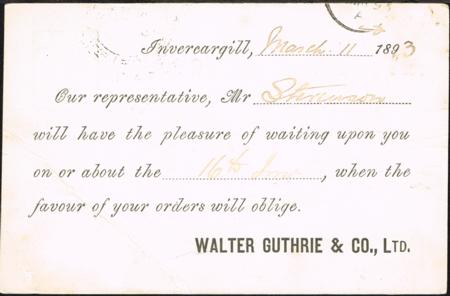 Invercargill, March 11 1893
Our representative, Mr Stevenson
will have the pleasure of waiting upon you
on or about the 16th Inst, when the
favour of your orders will oblige.
WALTER GUTHRIE & CO., LTD.